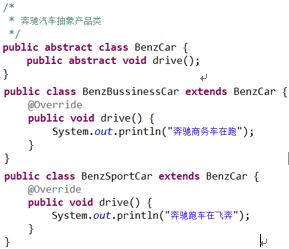 /*
 * 奔驰汽车抽象产品类
 */
public abstract class BenzCar {
    public abstract void drive();
}
public class BenzBussinessCar extends BenzCar {
    @Override
    public void drive() {
        System.out.println("奔驰商务车在跑");
    }
}
public class BenzSportCar extends BenzCar {
    @Override
    public void drive() {
        System.out.println("奔驰跑车在飞奔");
    }
}